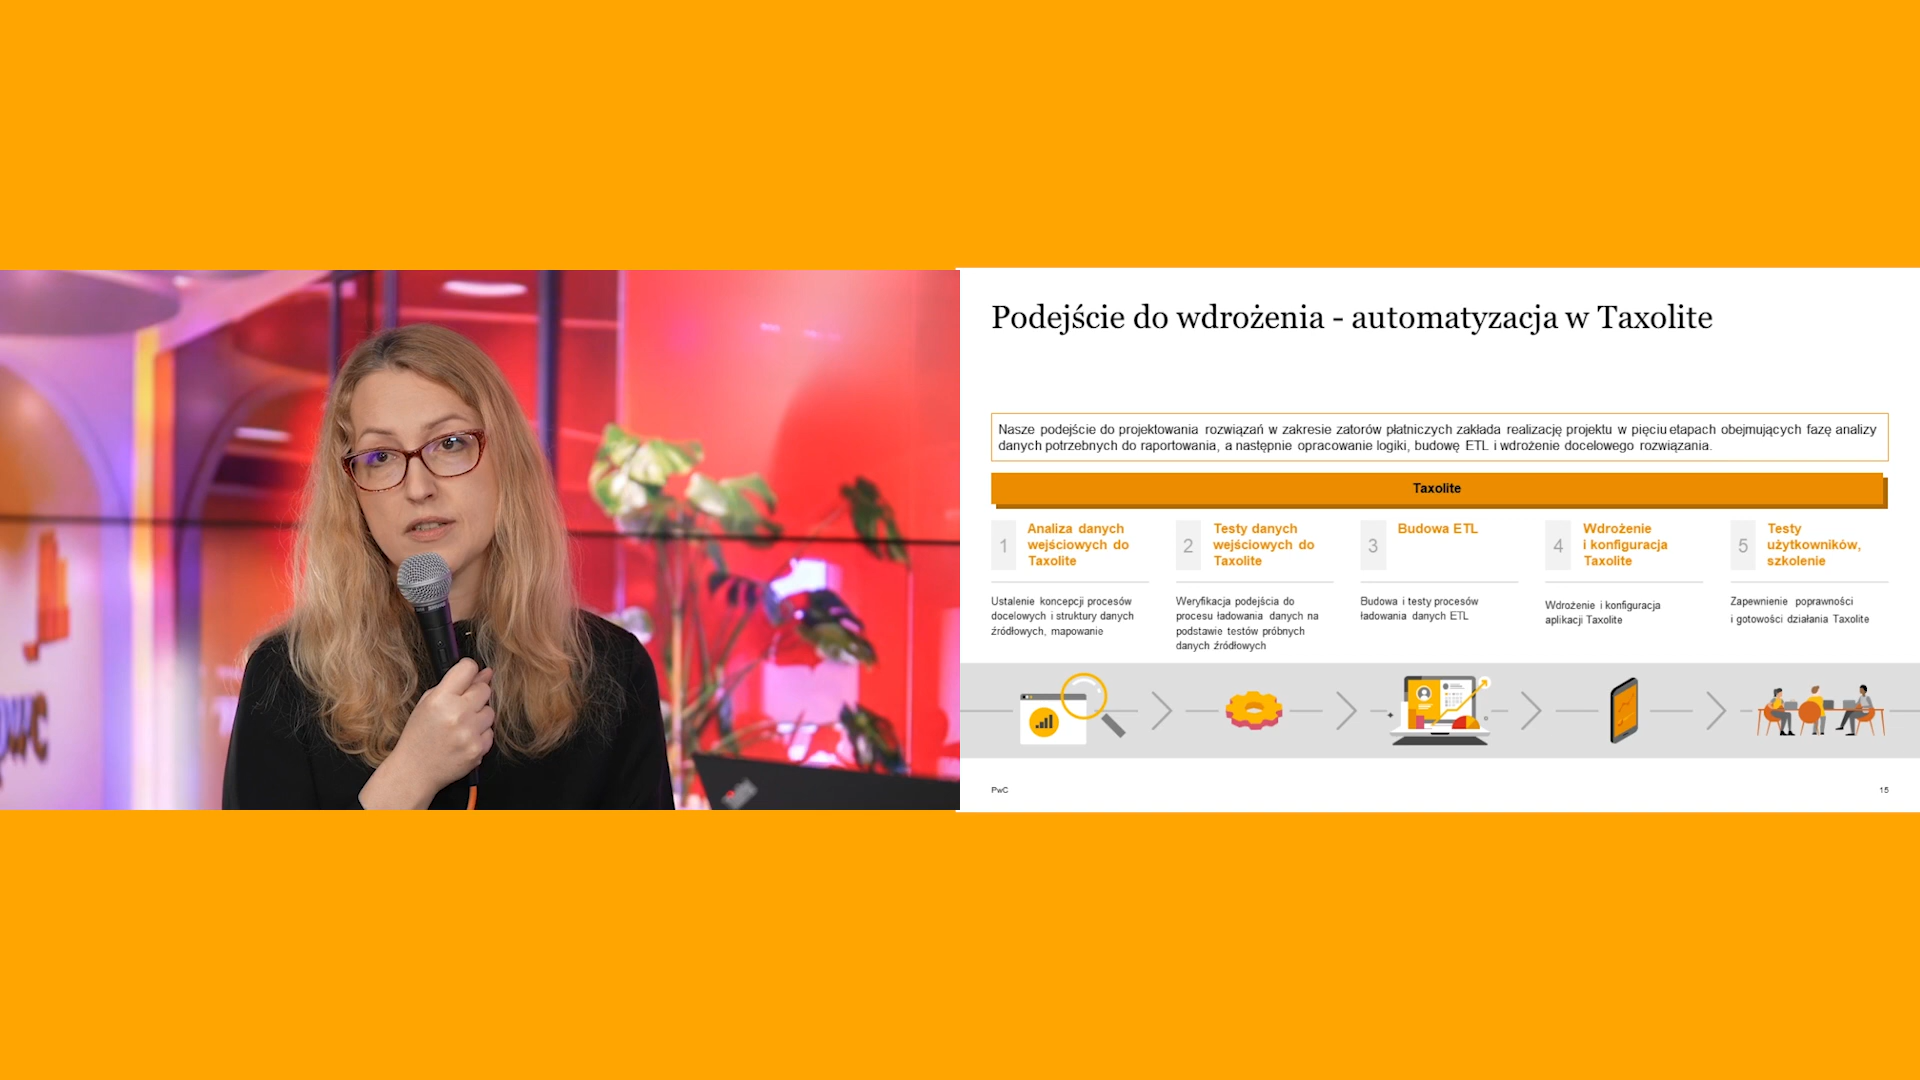 pwc
Podejście do wdrożenia - automatyzacja w Taxolite
Nasze podejście do projektowania rozwiązań w zakresie zatorów płatniczych zakłada realizację projektu w pięciu etapach obejmujących fazę analizy
danych potrzebnych do raportowania, a następnie opracowanie logiki, budowę ETL i wdrożenie docelowego rozwiązania.
Taxolite
1
Analiza danych
wejściowych do
Taxolite
Ustalenie koncepcji procesów
docelowych i struktury danych
źródłowych, mapowanie
2
Testy danych
wejściowych do
Taxolite
Weryfikacja podejścia do
procesu ładowania danych na
podstawie testów próbnych
danych źródłowych
3
Budowa ETL
Budowa i testy procesów
ładowania danych ETL
4
Wdrożenie
i konfiguracja
Taxolite
Wdrożenie i konfiguracja
aplikacji Taxolite
5
Testy
użytkowników,
szkolenie
Zapewnienie poprawności
i gotowości działania Taxolite
PwC
15